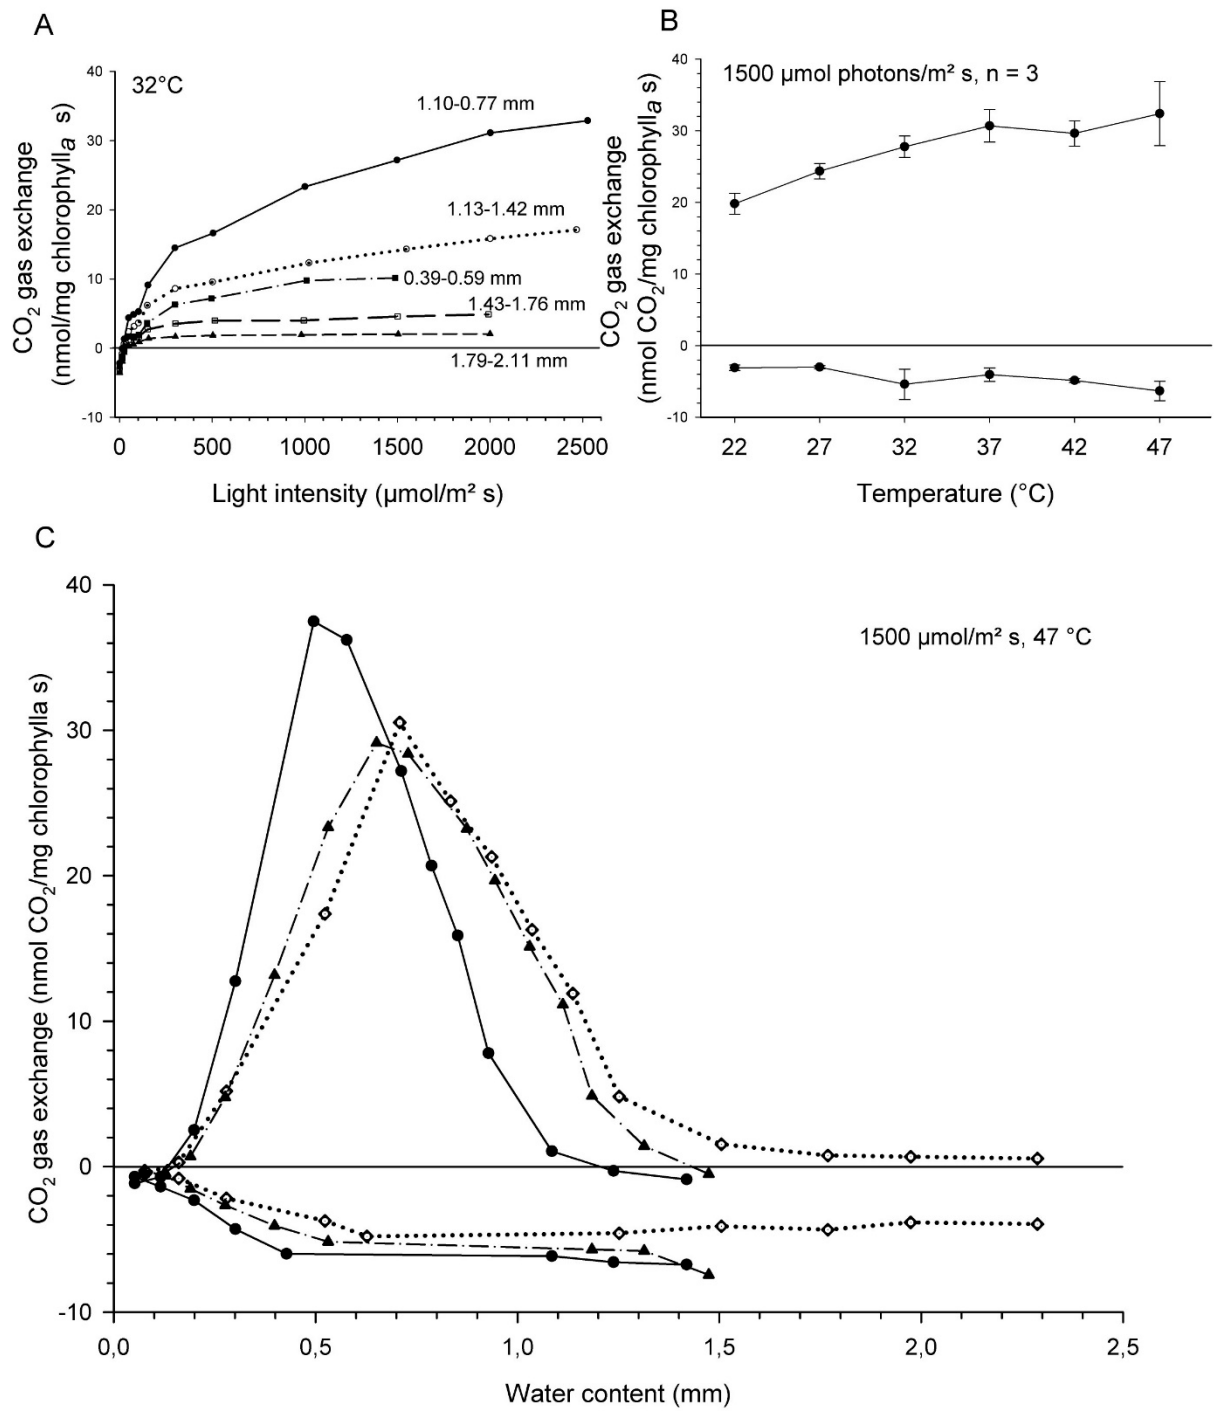 A
32°C
CO2 gas exchange
(nmol/mg chlorophylla s)
40
30
20
10
0
-10
1.10-0.77 mm
1.13-1.42 mm
0.39-0.59 mm
1.43-1.76 mm
1.79-2.11 mm
0 500 1000 1500 2000 2500
Light intensity (µmol/m² s)
B
1500 µmol photons/m² s, n = 3
CO2 gas exchange
(nmol CO2/mg chlorophylla s)
40
30
20
10
0
-10
22 27 32 37 42 47
Temperature (°C)
C
1500 µmol/m² s, 47 °C
CO2 gas exchange (nmol CO2/mg chlorophylla s)
40
30
20
10
0
-10
0,0 0,5 1,0 1,5 2,0 2,5
Water content (mm)